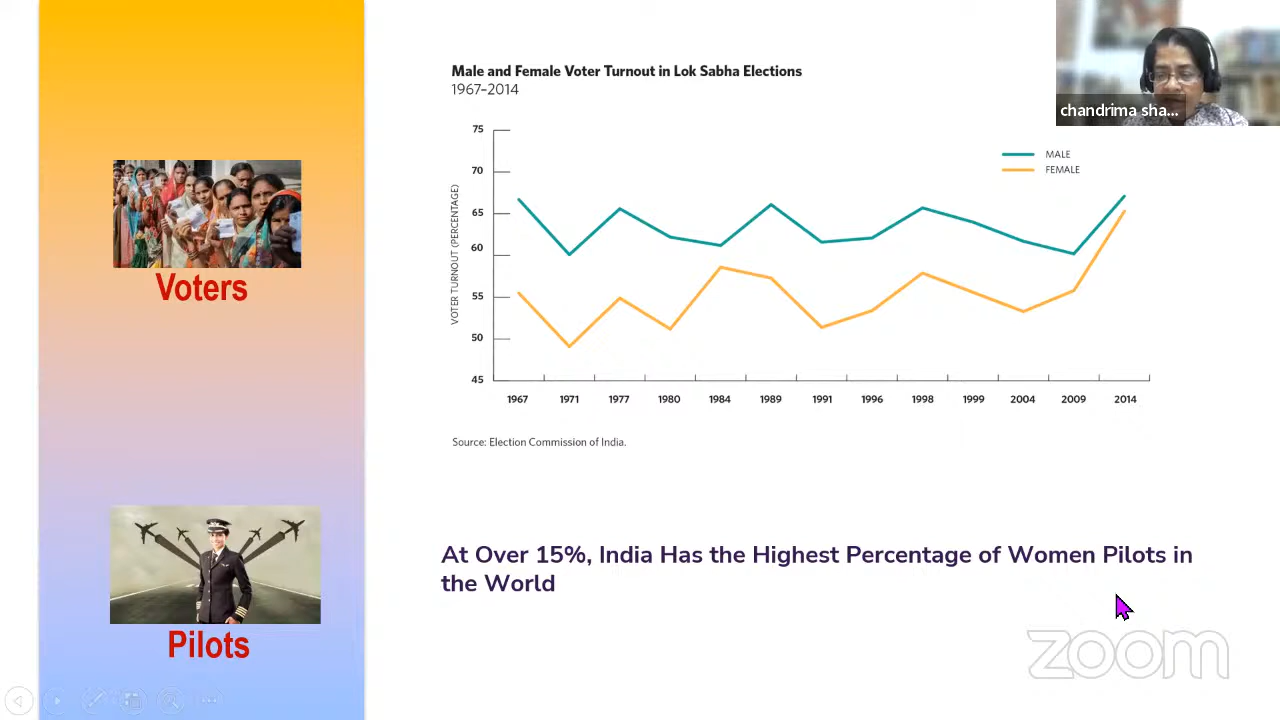 Male and Female Voter Turnout in Lok Sabha Elections
1967–2014
chandrima sha...
75
70
65
60
55
50
45
VOTER TURNOUT (PERCENTAGE)
MALE
FEMALE
1967 1971 1977 1980 1984 1989 1991 1996 1998 1999 2004 2009 2014
Source: Election Commission of India.
Voters
At Over 15%, India Has the Highest Percentage of Women Pilots in
the World
Pilots
zoom